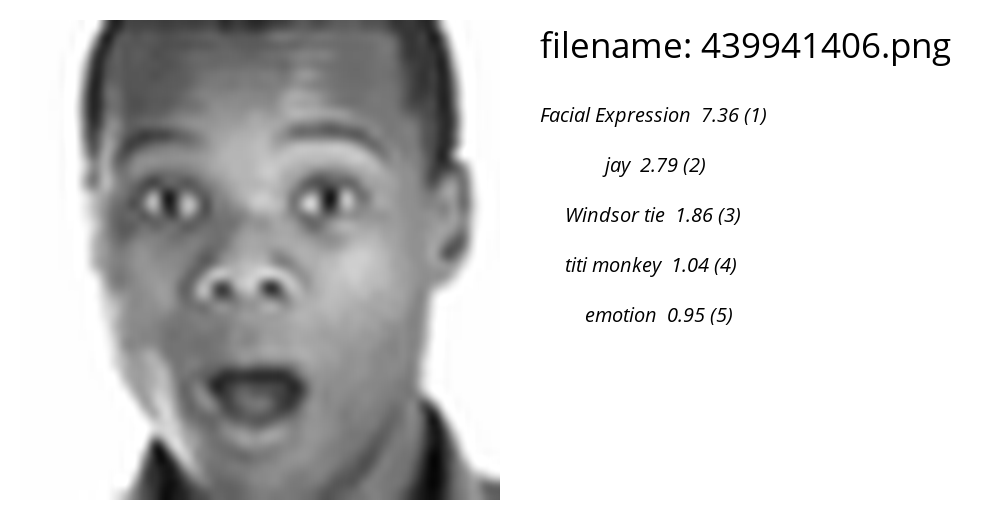 filename: 439941406.png
Facial Expression 7.36 (1)
jay 2.79 (2)
Windsor tie 1.86 (3)
titi monkey 1.04 (4)
emotion 0.95 (5)